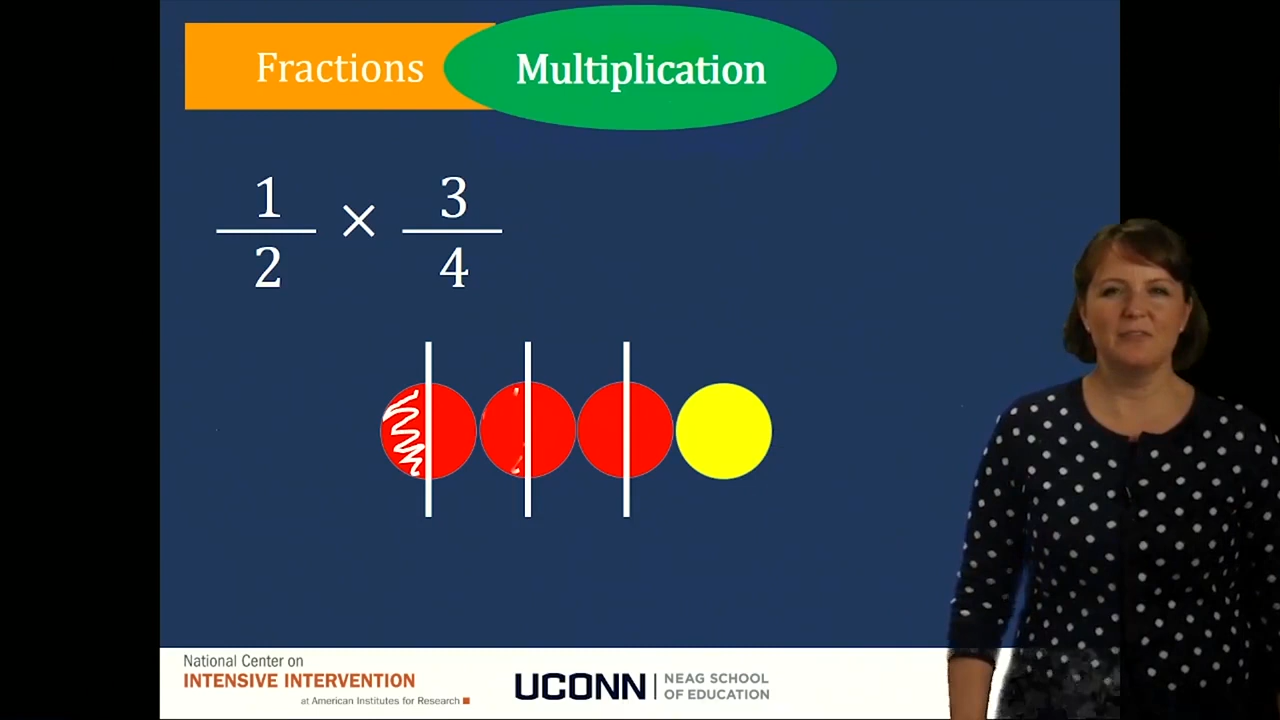 Fractions
Multiplication
1
2
×
3
4
National Center on
INTENSIVE INTERVENTION
at American Institutes for Research
UCONN
NEAG SCHOOL
OF EDUCATION